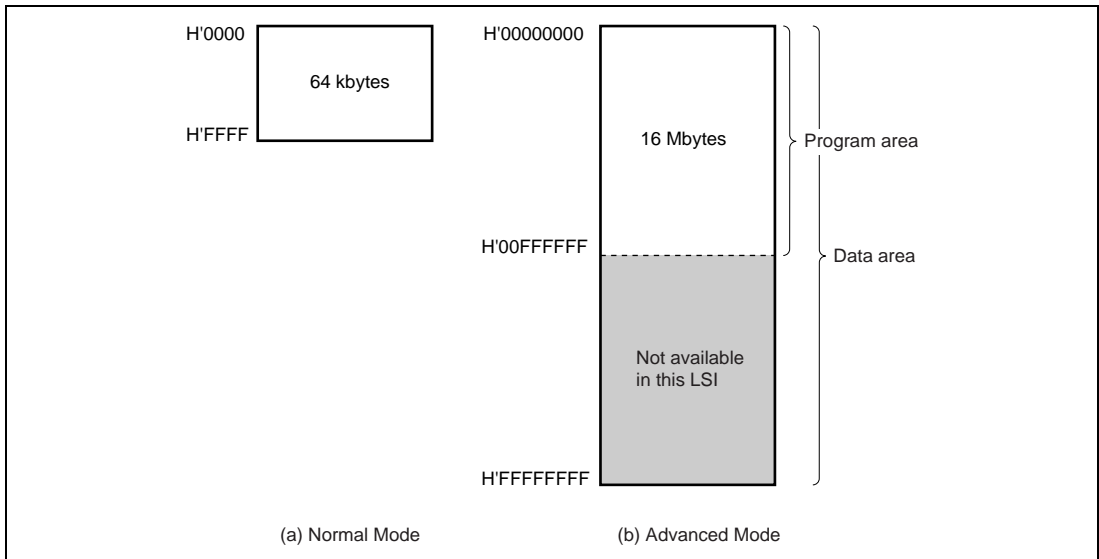 H'0000
64 kbytes
H'FFFF
(a) Normal Mode
H'00000000
16 Mbytes
Program area
H'00FFFFFF
Data area
Not available
in this LSI
H'FFFFFFFF
(b) Advanced Mode